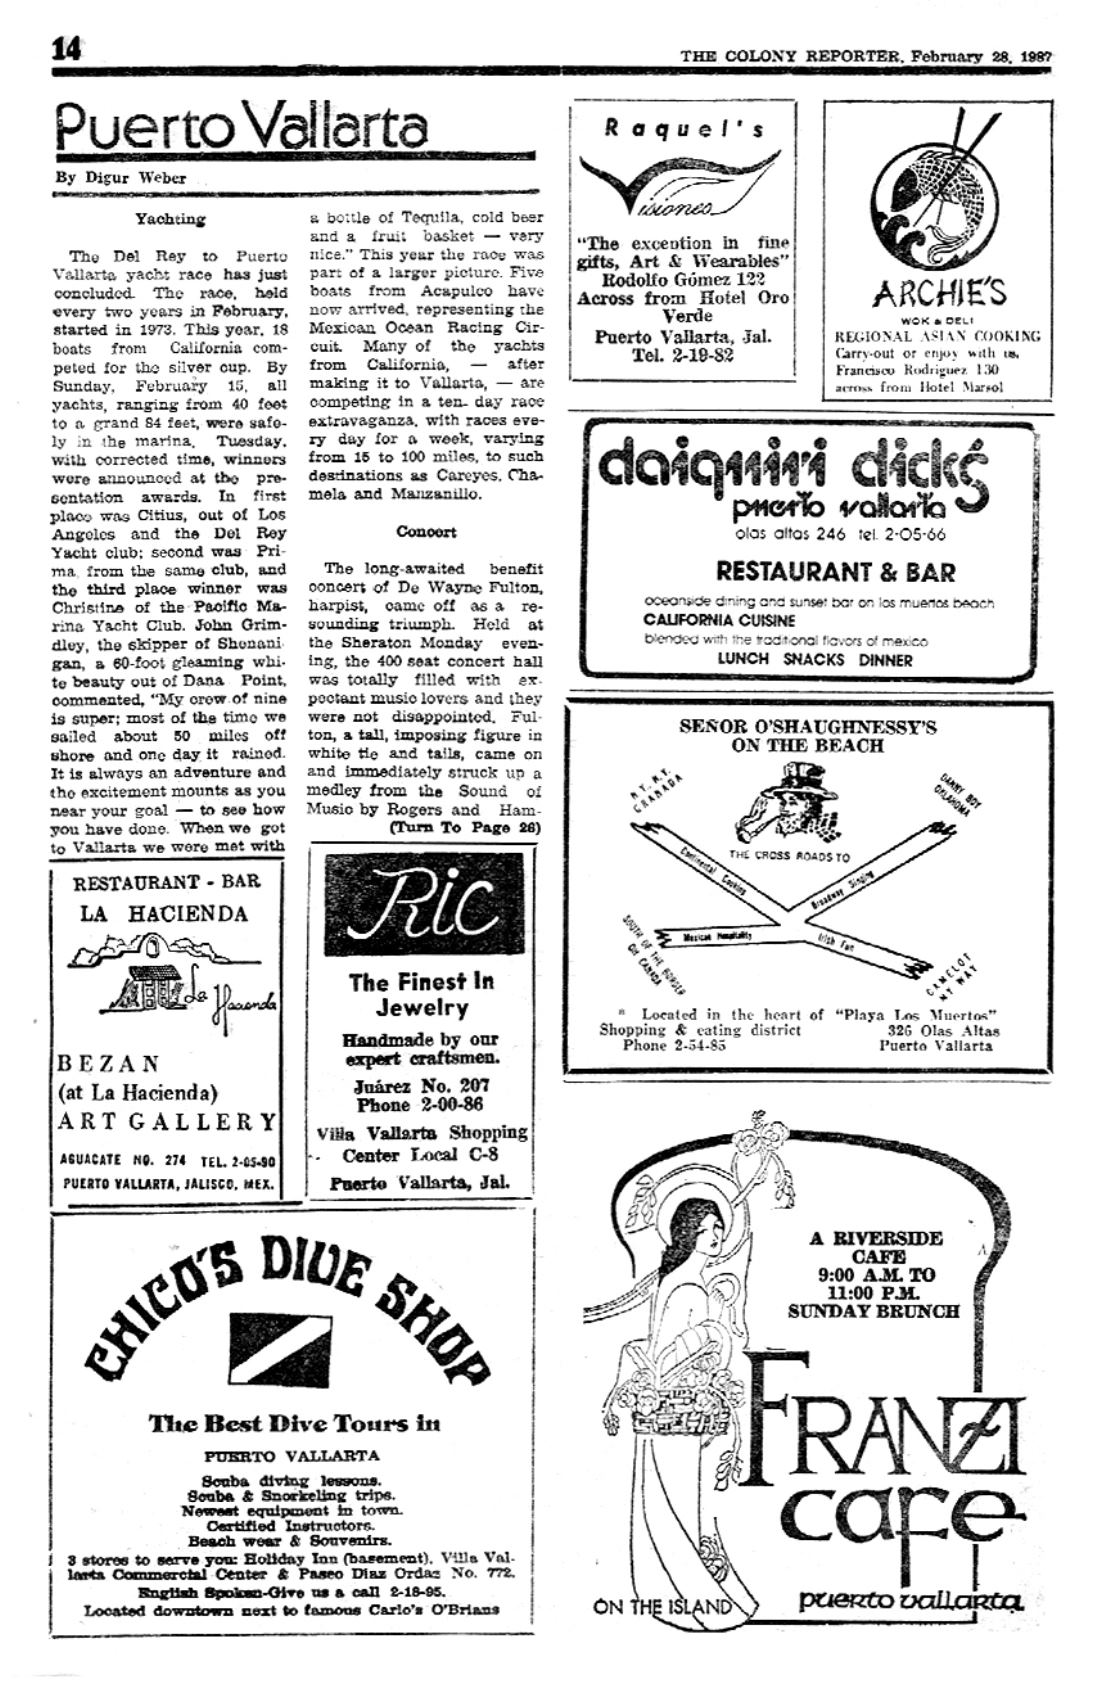 14
THE COLONY REPORTER, February 28, 1987
Puerto Vallarta
By Digur Weber
Yachting
The Del Rey to Puerto
Vallarta yacht race has just
concluded. The race, held
every two years in February,
started in 1973. This year, 18
boats from California com-
peted for the silver cup. By
Sunday, February 15, all
yachts, ranging from 40 feet
to a grand 84 feet, were safe-
ly in the marina. Tuesday,
with corrected time, winners
were announced at the pre-
sentation awards. In first
place was Citius, out of Los
Angeles and the Del Rey
Yacht club; second was Pri-
ma from the same club, and
the third place winner was
Christine of the Pacific Ma-
rina Yacht Club. John Grim-
dley, the skipper of Shenani-
gan, a 60-foot gleaming whi-
te beauty out of Dana Point,
commented, "My crew of nine
is super; most of the time we
sailed about 50 miles off
shore and one day it rained.
It is always an adventure and
the excitement mounts as you
near your goal — to see how
you have done. When we got
to Vallarta we were met with
a bottle of Tequila, cold beer
and a fruit basket — very
nice." This year the race was
part of a larger picture. Five
boats from Acapulco have
now arrived, representing the
Mexican Ocean Racing Cir-
cuit. Many of the yachts
from California, — after
making it to Vallarta, — are
competing in a ten- day race
extravaganza, with races eve-
ry day for a week, varying
from 15 to 100 miles, to such
destinations as Careyes, Cha-
mela and Manzanillo.
Concert
The long-awaited benefit
concert of De Wayne Fulton,
harpist, came off as a re-
sounding triumph. Held at
the Sheraton Monday even-
ing, the 400 seat concert hall
was totally filled with ex-
pectant music lovers and they
were not disappointed. Ful-
ton, a tall, imposing figure in
white tie and tails, came on
and immediately struck up a
medley from the Sound of
Music by Rogers and Ham-
(Turn To Page 26)
Raquel's
Visiones
"The exception in fine
gifts, Art & Wearables"
Rodolfo Gómez 122
Across from Hotel Oro
Verde
Puerto Vallarta, Jal.
Tel. 2-19-82
ARCHIE'S
WOK & DELI
REGIONAL ASIAN COOKING
Carry-out or enjoy with us,
Francisco Rodriguez 130
across from Hotel Marsol
daiquiri dick's
puerto vallarta
olas altas 246 tel. 2-05-66
RESTAURANT & BAR
oceanside dining and sunset bar on los muertos beach
CALIFORNIA CUISINE
blended with the traditional flavors of mexico
LUNCH SNACKS DINNER
SEÑOR O'SHAUGHNESSY'S
ON THE BEACH
N.Y. N.Y.
GRANADA
DANNY BOY
OKLAHOMA
THE CROSS ROADS TO
Continental Cooking
Broadway Singing
Mexican Hospitality
Irish Fun
SOUTH OF THE BORDER
OH CANADA
CAMELOT
MY WAY
* Located in the heart of "Playa Los Muertos"
Shopping & eating district 326 Olas Altas
Phone 2-54-85 Puerto Vallarta
RESTAURANT - BAR
LA HACIENDA
La Hacienda
BEZAN
(at La Hacienda)
ART GALLERY
AGUACATE NO. 274 TEL. 2-05-90
PUERTO VALLARTA, JALISCO, MEX.
Ric
The Finest In
Jewelry
Handmade by our
expert craftsmen.
Juárez No. 207
Phone 2-00-86
Villa Vallarta Shopping
Center Local C-8
Puerto Vallarta, Jal.
CHICO'S DIVE SHOP
The Best Dive Tours in
PUERTO VALLARTA
Scuba diving lessons.
Scuba & Snorkeling trips.
Newest equipment in town.
Certified Instructors.
Beach wear & Souvenirs.
3 stores to serve you: Holiday Inn (basement), Villa Val-
larta Commercial Center & Paseo Diaz Ordaz No. 772.
English Spoken-Give us a call 2-18-95.
Located downtown next to famous Carlo's O'Brians
A RIVERSIDE
CAFE
9:00 A.M. TO
11:00 P.M.
SUNDAY BRUNCH
FRANZI
cafe
ON THE ISLAND
puerto vallarta